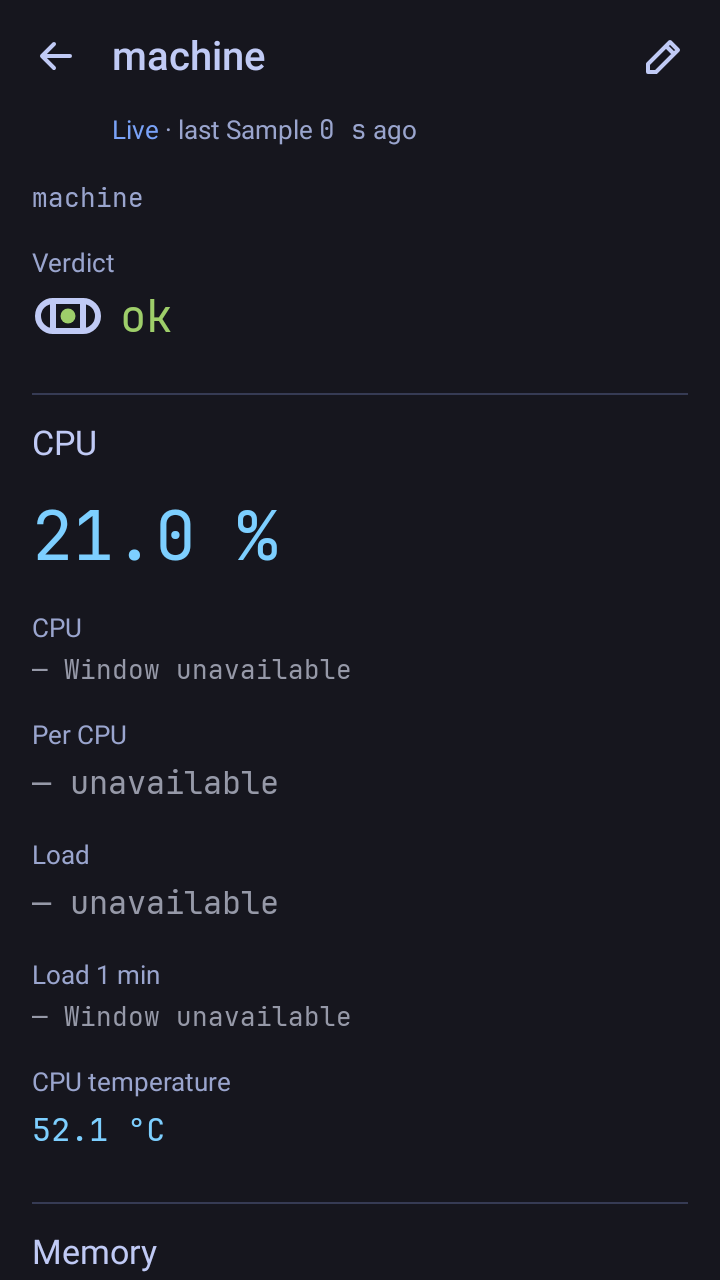 machine
Live · last Sample 0 s ago
machine
Verdict
ok
CPU
21.0 %
CPU
— Window unavailable
Per CPU
— unavailable
Load
— unavailable
Load 1 min
— Window unavailable
CPU temperature
52.1 °C
Memory